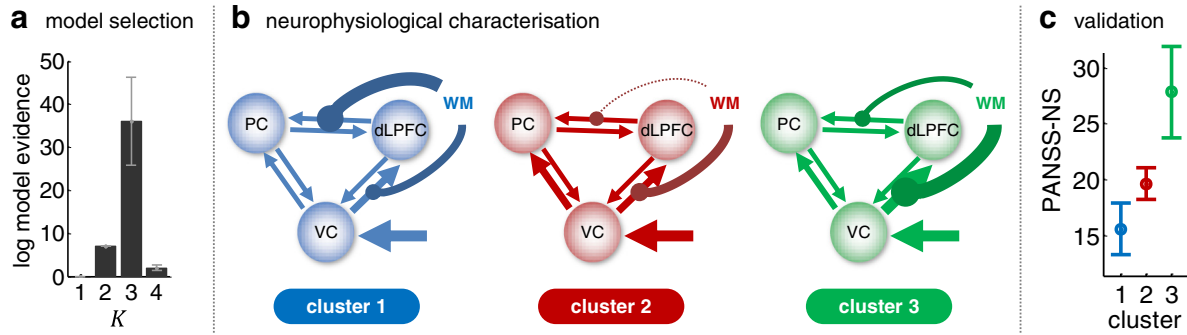 a model selection
log model evidence
50
40
30
20
10
0
1 2 3 4
K
b neurophysiological characterisation
PC
dLPFC
VC
WM
cluster 1
PC
dLPFC
VC
WM
cluster 2
PC
dLPFC
VC
WM
cluster 3
c validation
PANSS-NS
30
25
20
15
1 2 3
cluster